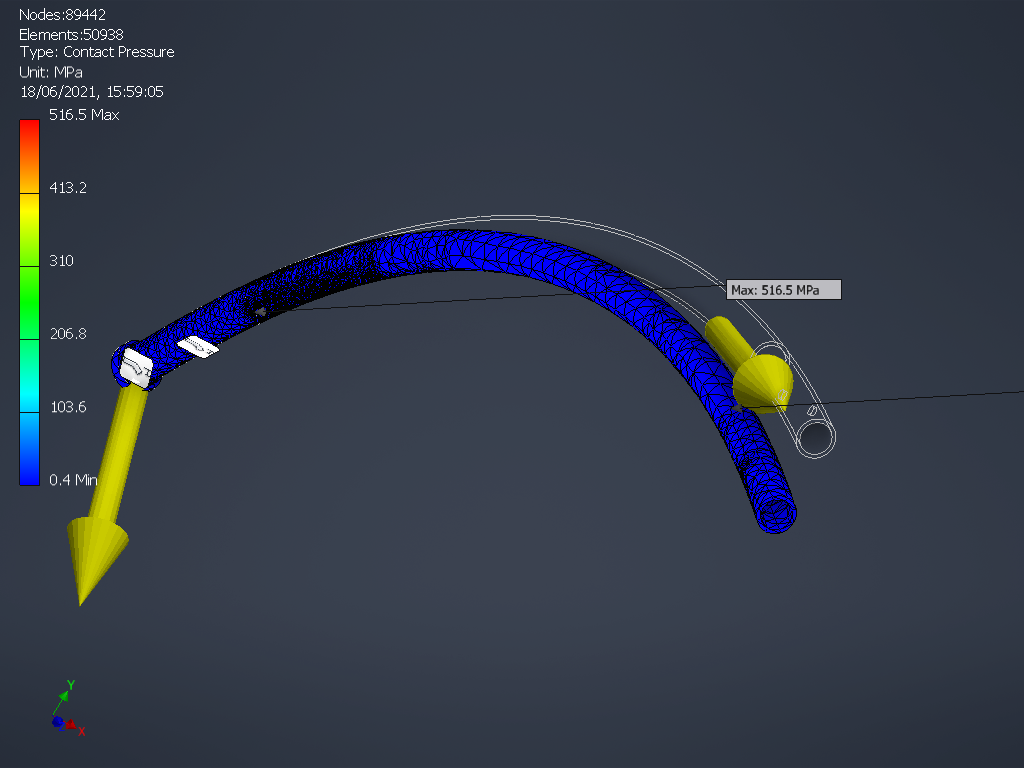 Nodes:89442
Elements:50938
Type: Contact Pressure
Unit: MPa
18/06/2021, 15:59:05
516.5 Max
413.2
310
206.8
103.6
0.4 Min
Max: 516.5 MPa
Y
X